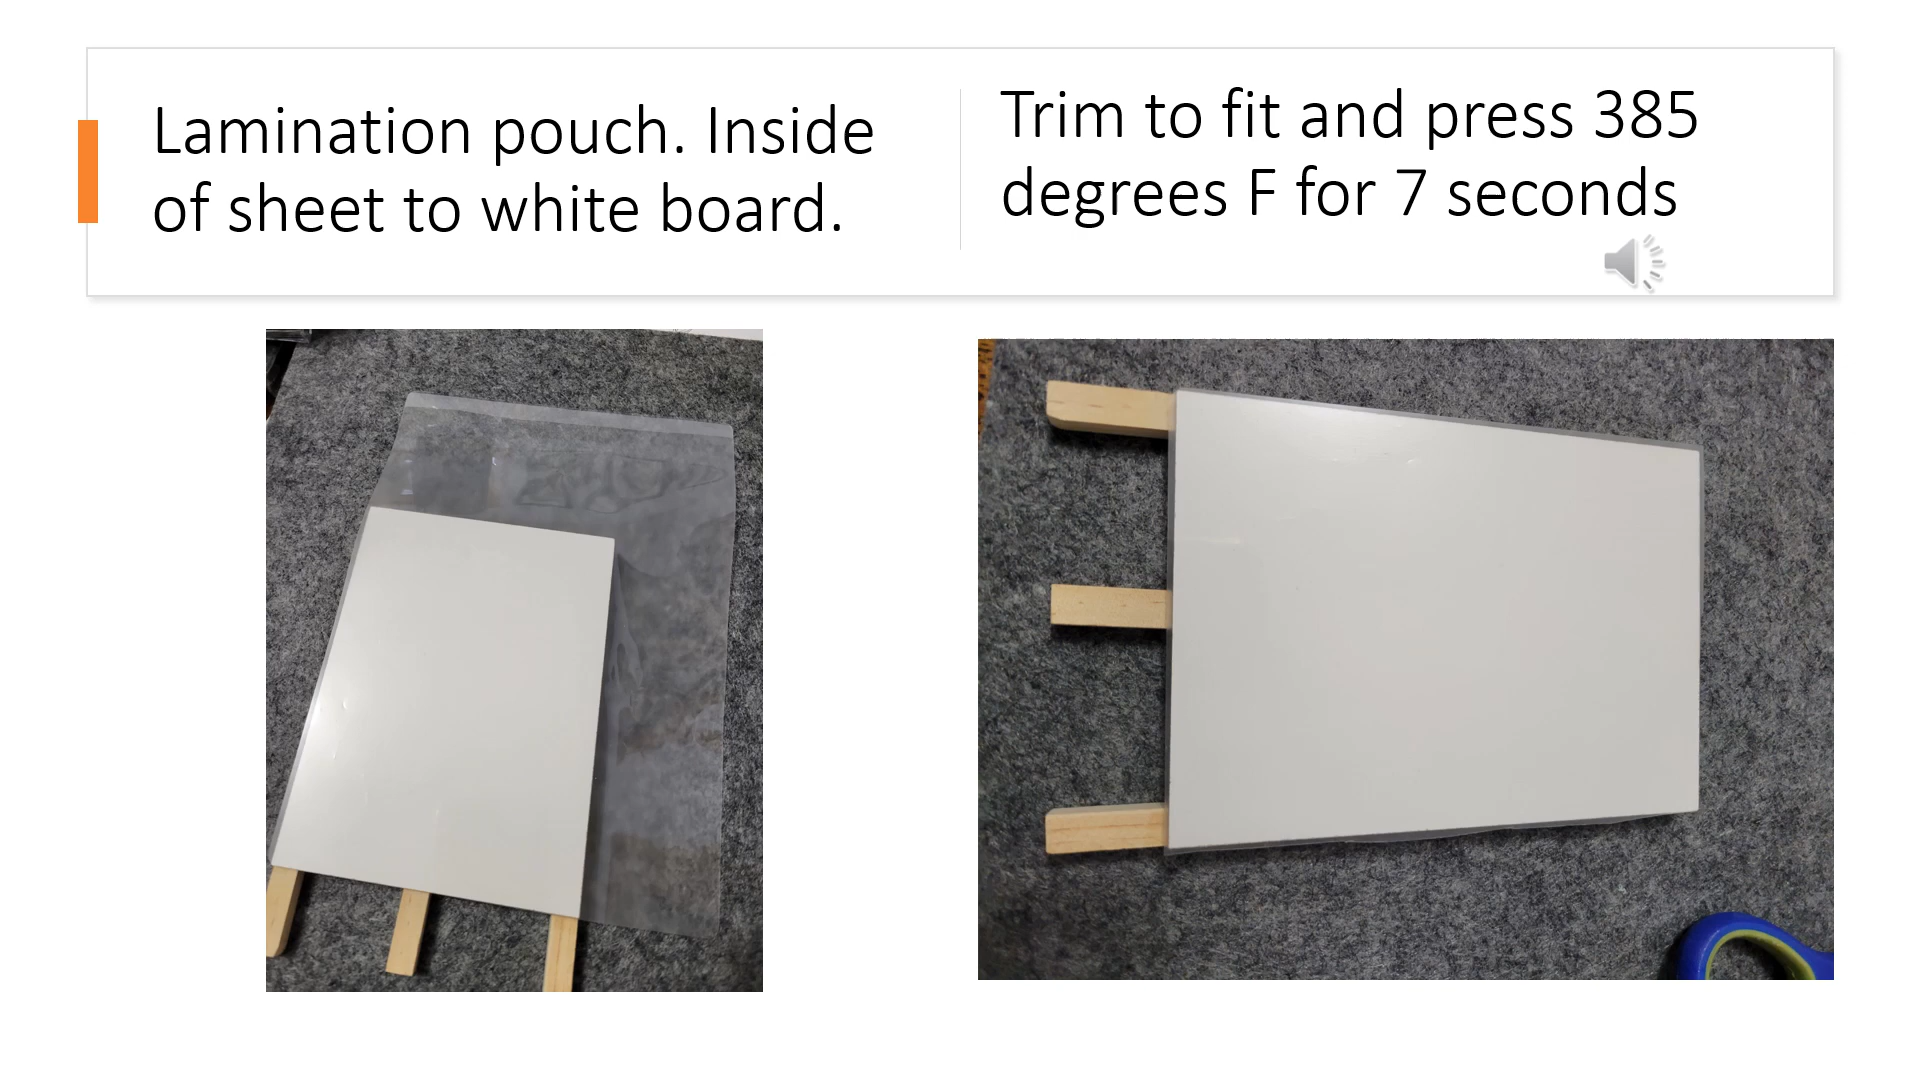 Lamination pouch. Inside
of sheet to white board.
Trim to fit and press 385
degrees F for 7 seconds